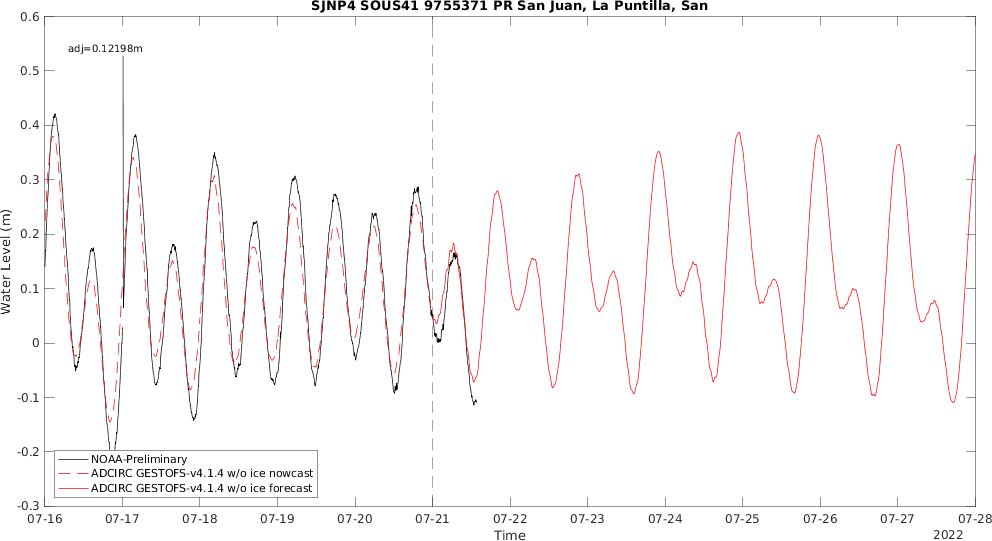 SJNP4 SOUS41 9755371 PR San Juan, La Puntilla, San
0.6
adj=0.12198m
0.5
0.4
0.3
0.2
0.1
0
-0.1
-0.2
-0.3
Water Level (m)
NOAA-Preliminary
ADCIRC GESTOFS-v4.1.4 w/o ice nowcast
ADCIRC GESTOFS-v4.1.4 w/o ice forecast
07-16 07-17 07-18 07-19 07-20 07-21 07-22 07-23 07-24 07-25 07-26 07-27 07-28
Time
2022